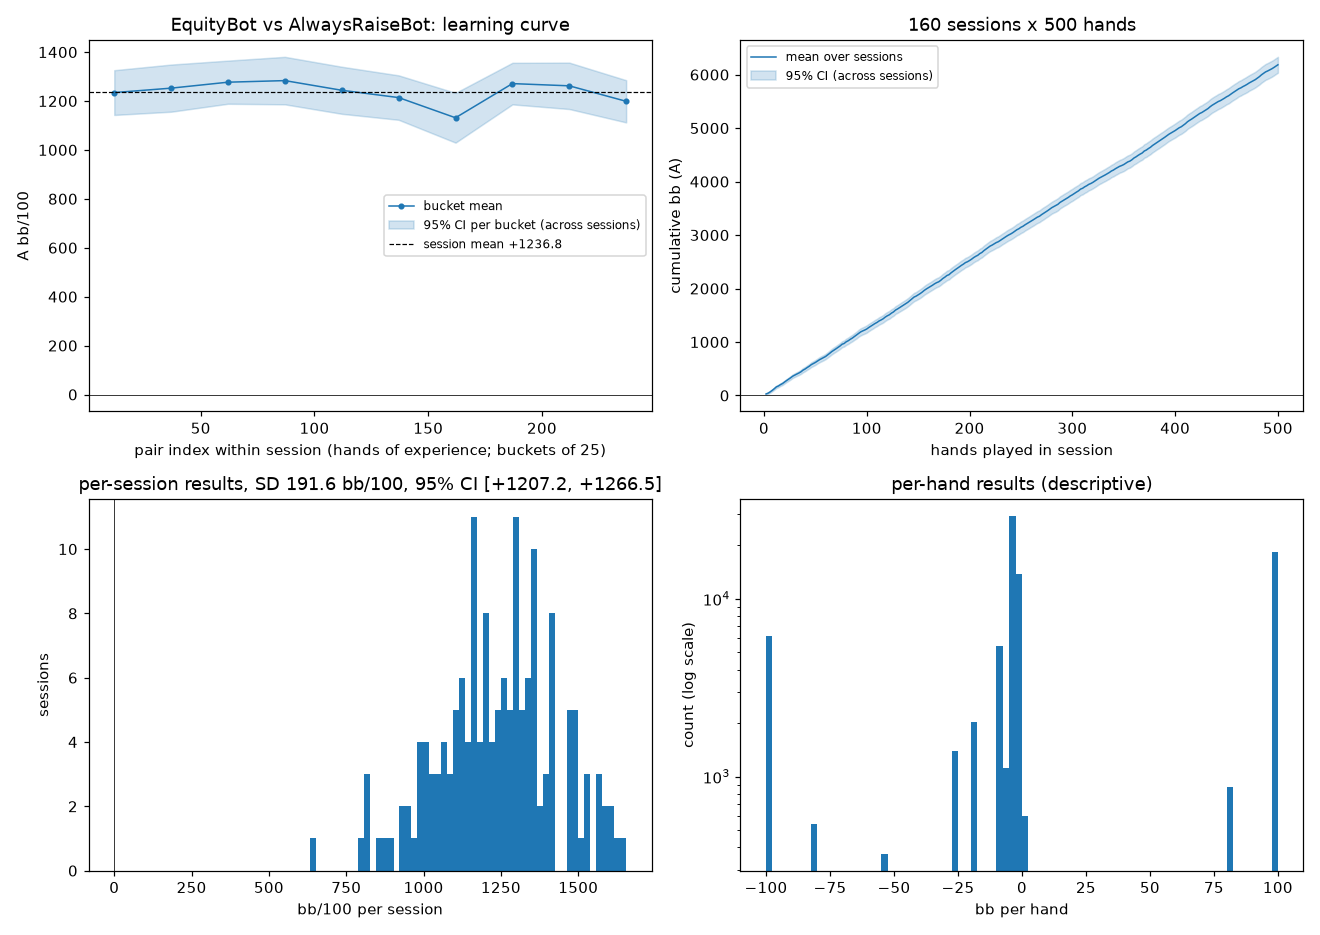 EquityBot vs AlwaysRaiseBot: learning curve
1400
1200
1000
800
600
400
200
0
A bb/100
bucket mean
95% CI per bucket (across sessions)
session mean +1236.8
50
100
150
200
pair index within session (hands of experience; buckets of 25)
160 sessions x 500 hands
6000
5000
4000
3000
2000
1000
0
cumulative bb (A)
mean over sessions
95% CI (across sessions)
0
100
200
300
400
500
hands played in session
per-session results, SD 191.6 bb/100, 95% CI [+1207.2, +1266.5]
10
8
6
4
2
0
sessions
0
250
500
750
1000
1250
1500
bb/100 per session
per-hand results (descriptive)
10⁴
10³
count (log scale)
−100
−75
−50
−25
0
25
50
75
100
bb per hand